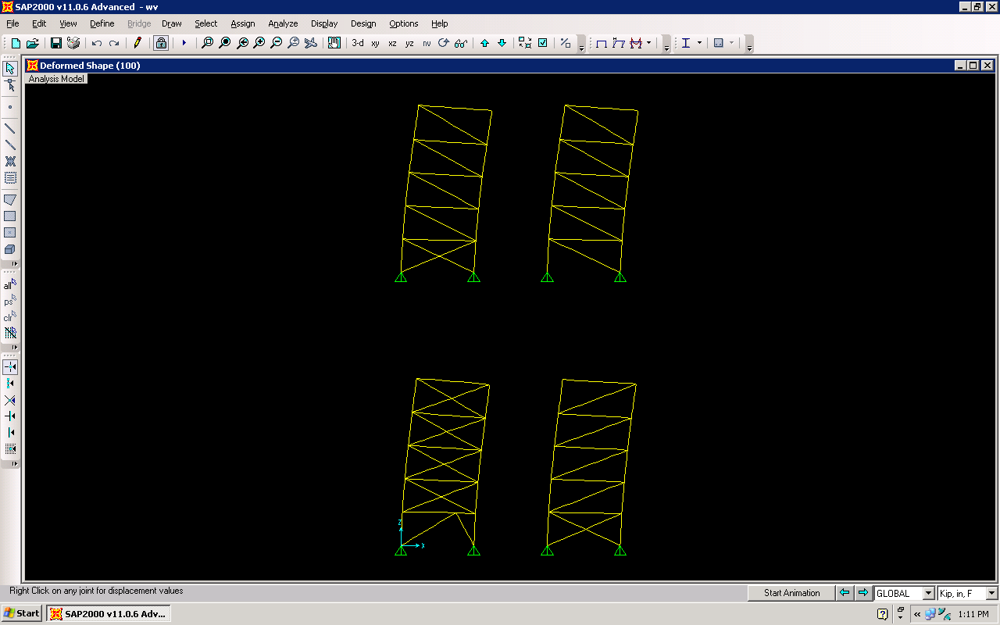 SAP2000 v11.0.6 Advanced - wv
File Edit View Define Bridge Draw Select Assign Analyze Display Design Options Help
3-d xy xz yz nv
Deformed Shape (100)
Analysis Model
all
ps
clr
Z
X
Right Click on any joint for displacement values
Start Animation
GLOBAL
Kip, in, F
Start
SAP2000 v11.0.6 Adv...
1:11 PM